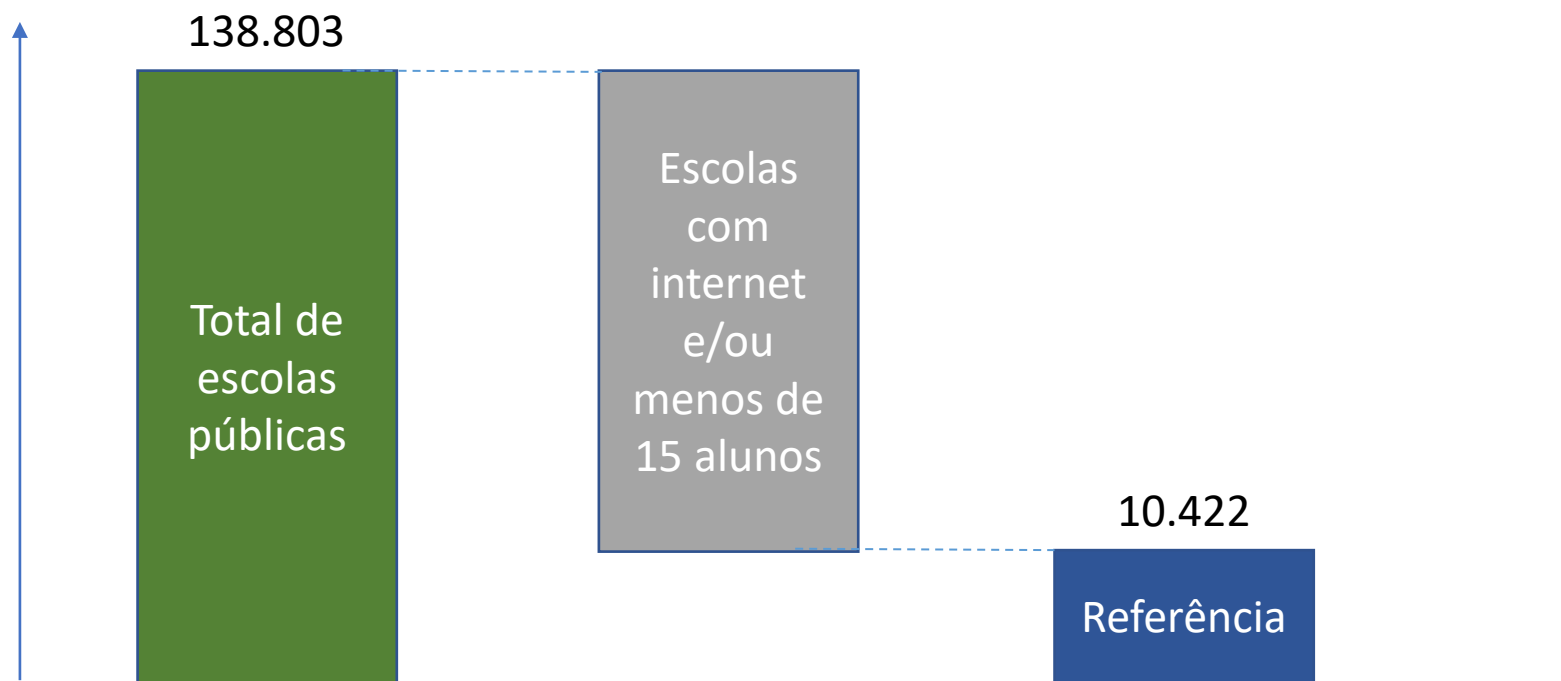 138.803
Total de
escolas
públicas
Escolas
com
internet
e/ou
menos de
15 alunos
10.422
Referência